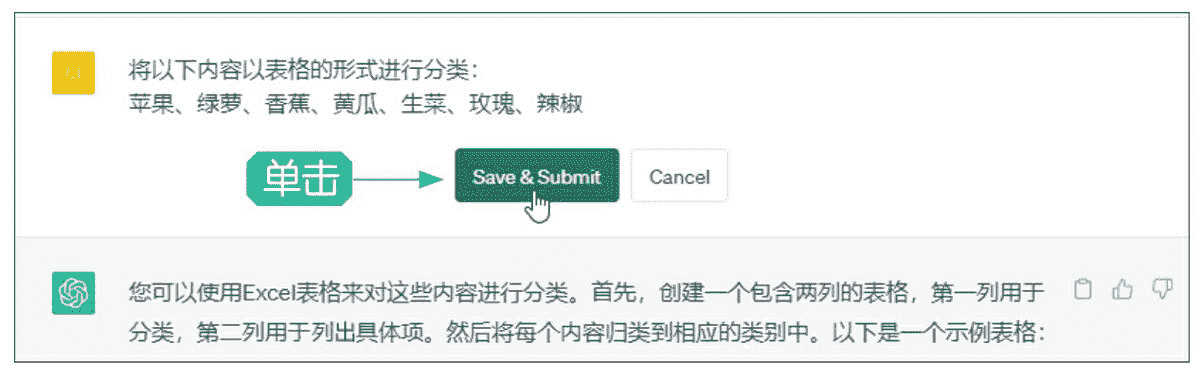 将以下内容以表格的形式进行分类：
苹果、绿萝、香蕉、黄瓜、生菜、玫瑰、辣椒
单击
Save & Submit
Cancel
您可以使用Excel表格来对这些内容进行分类。首先，创建一个包含两列的表格，第一列用于
分类，第二列用于列出具体项。然后将每个内容归类到相应的类别中。以下是一个示例表格：